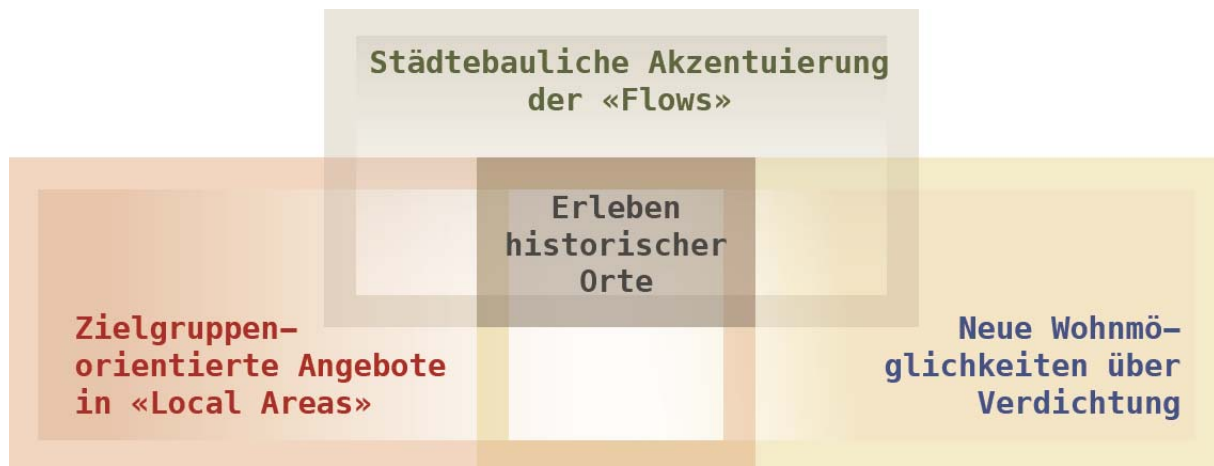 Städtebauliche Akzentuierung
der «Flows»
Erleben
historischer
Orte
Zielgruppen–
orientierte Angebote
in «Local Areas»
Neue Wohnmö–
glichkeiten über
Verdichtung